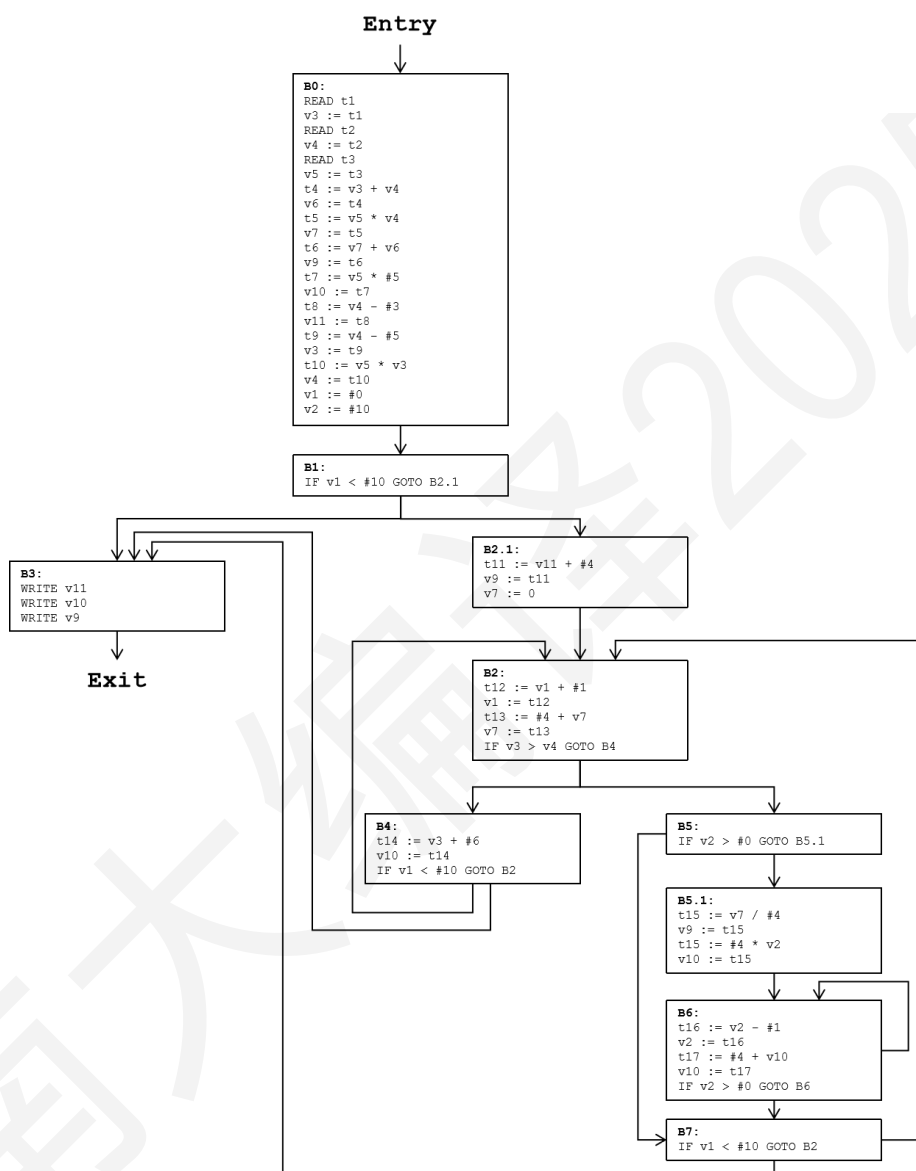 Entry
B0:
READ t1
v3 := t1
READ t2
v4 := t2
READ t3
v5 := t3
t4 := v3 + v4
v6 := t4
t5 := v5 * v4
v7 := t5
t6 := v7 + v6
v9 := t6
t7 := v5 * #5
v10 := t7
t8 := v4 - #3
v11 := t8
t9 := v4 - #5
v3 := t9
t10 := v5 * v3
v4 := t10
v1 := #0
v2 := #10
B1:
IF v1 < #10 GOTO B2.1
B2.1:
t11 := v11 + #4
v9 := t11
v7 := 0
B3:
WRITE v11
WRITE v10
WRITE v9
Exit
B2:
t12 := v1 + #1
v1 := t12
t13 := #4 + v7
v7 := t13
IF v3 > v4 GOTO B4
B4:
t14 := v3 + #6
v10 := t14
IF v1 < #10 GOTO B2
B5:
IF v2 > #0 GOTO B5.1
B5.1:
t15 := v7 / #4
v9 := t15
t15 := #4 * v2
v10 := t15
B6:
t16 := v2 - #1
v2 := t16
t17 := #4 + v10
v10 := t17
IF v2 > #0 GOTO B6
B7:
IF v1 < #10 GOTO B2
南大编译202